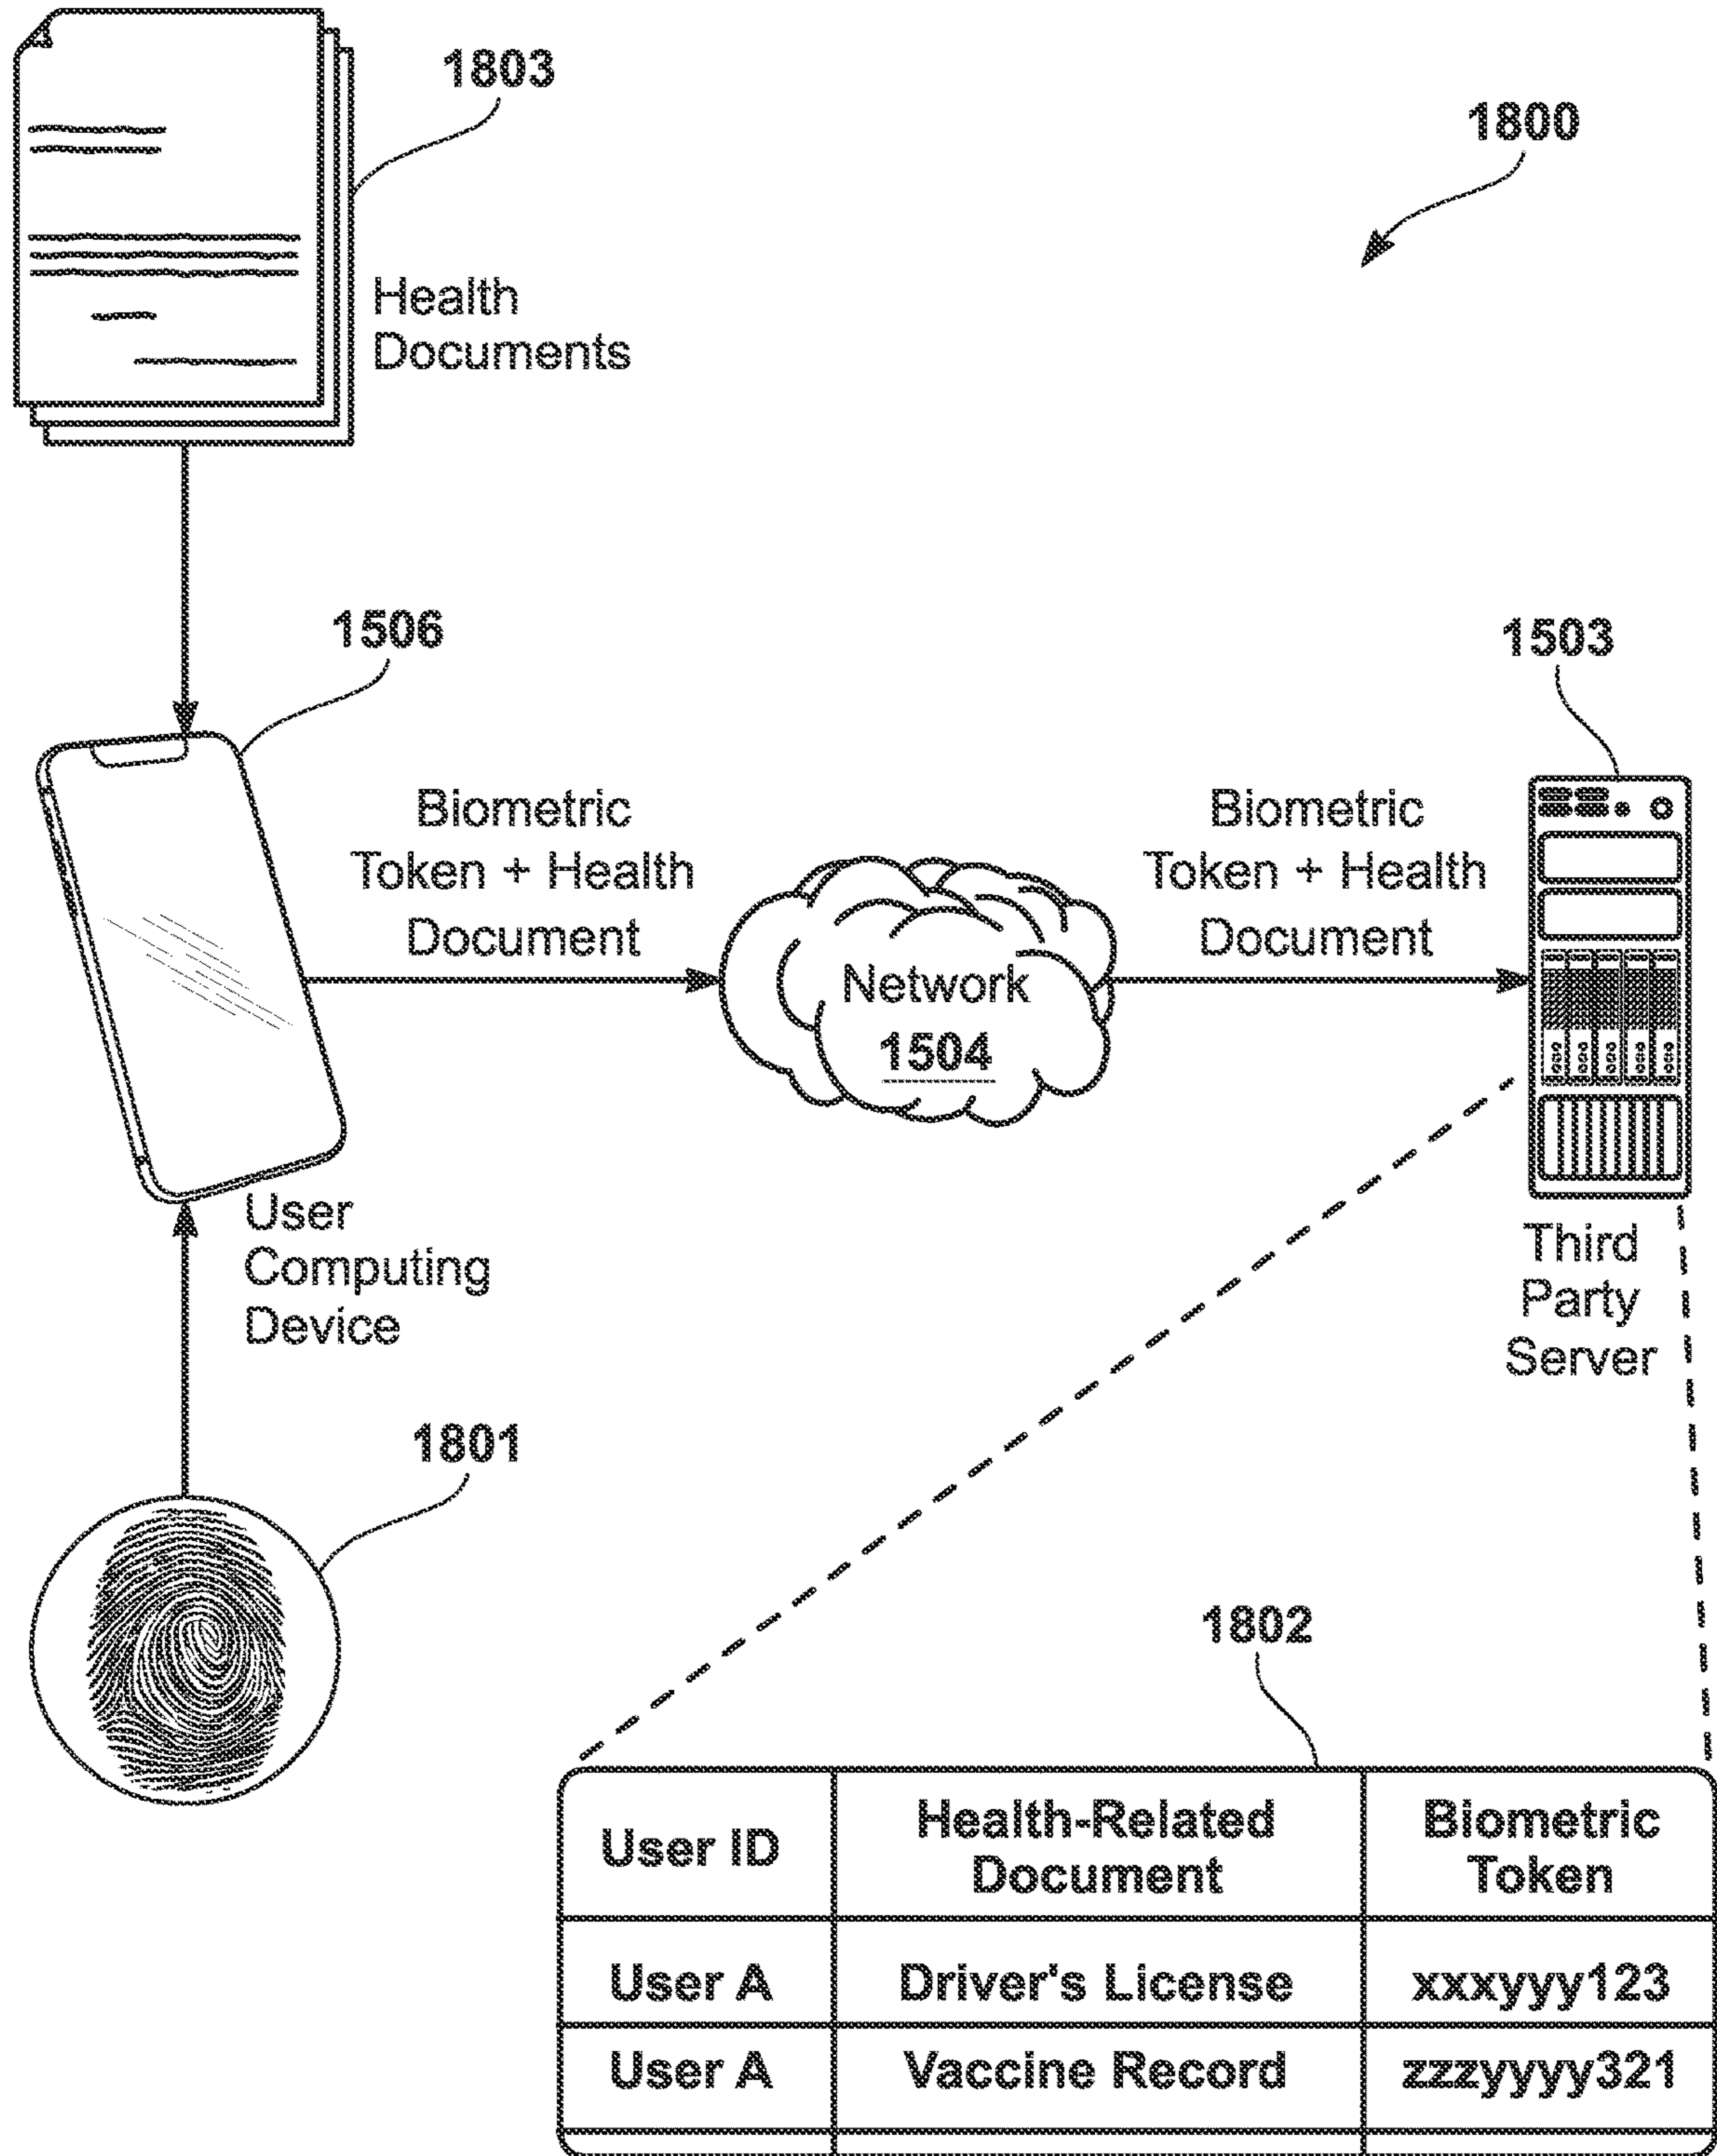 1803
1800
Health
Documents
1506
1503
Biometric
Token + Health
Document
Biometric
Token + Health
Document
Network
1504
User
Computing
Device
Third
Party
Server
1801
1802
User ID
Health-Related
Document
Biometric
Token
User A
Driver's License
xxxyyy123
User A
Vaccine Record
zzzyyyy321